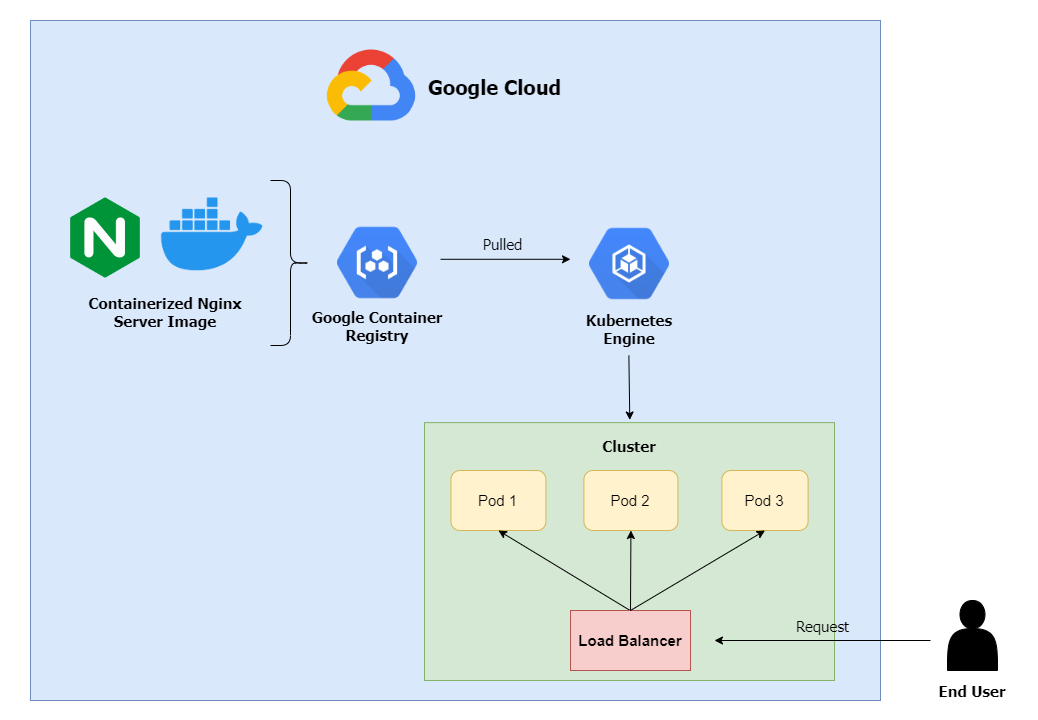 Google Cloud
N
Containerized Nginx
Server Image
Google Container
Registry
Pulled
Kubernetes
Engine
Cluster
Pod 1
Pod 2
Pod 3
Load Balancer
Request
End User